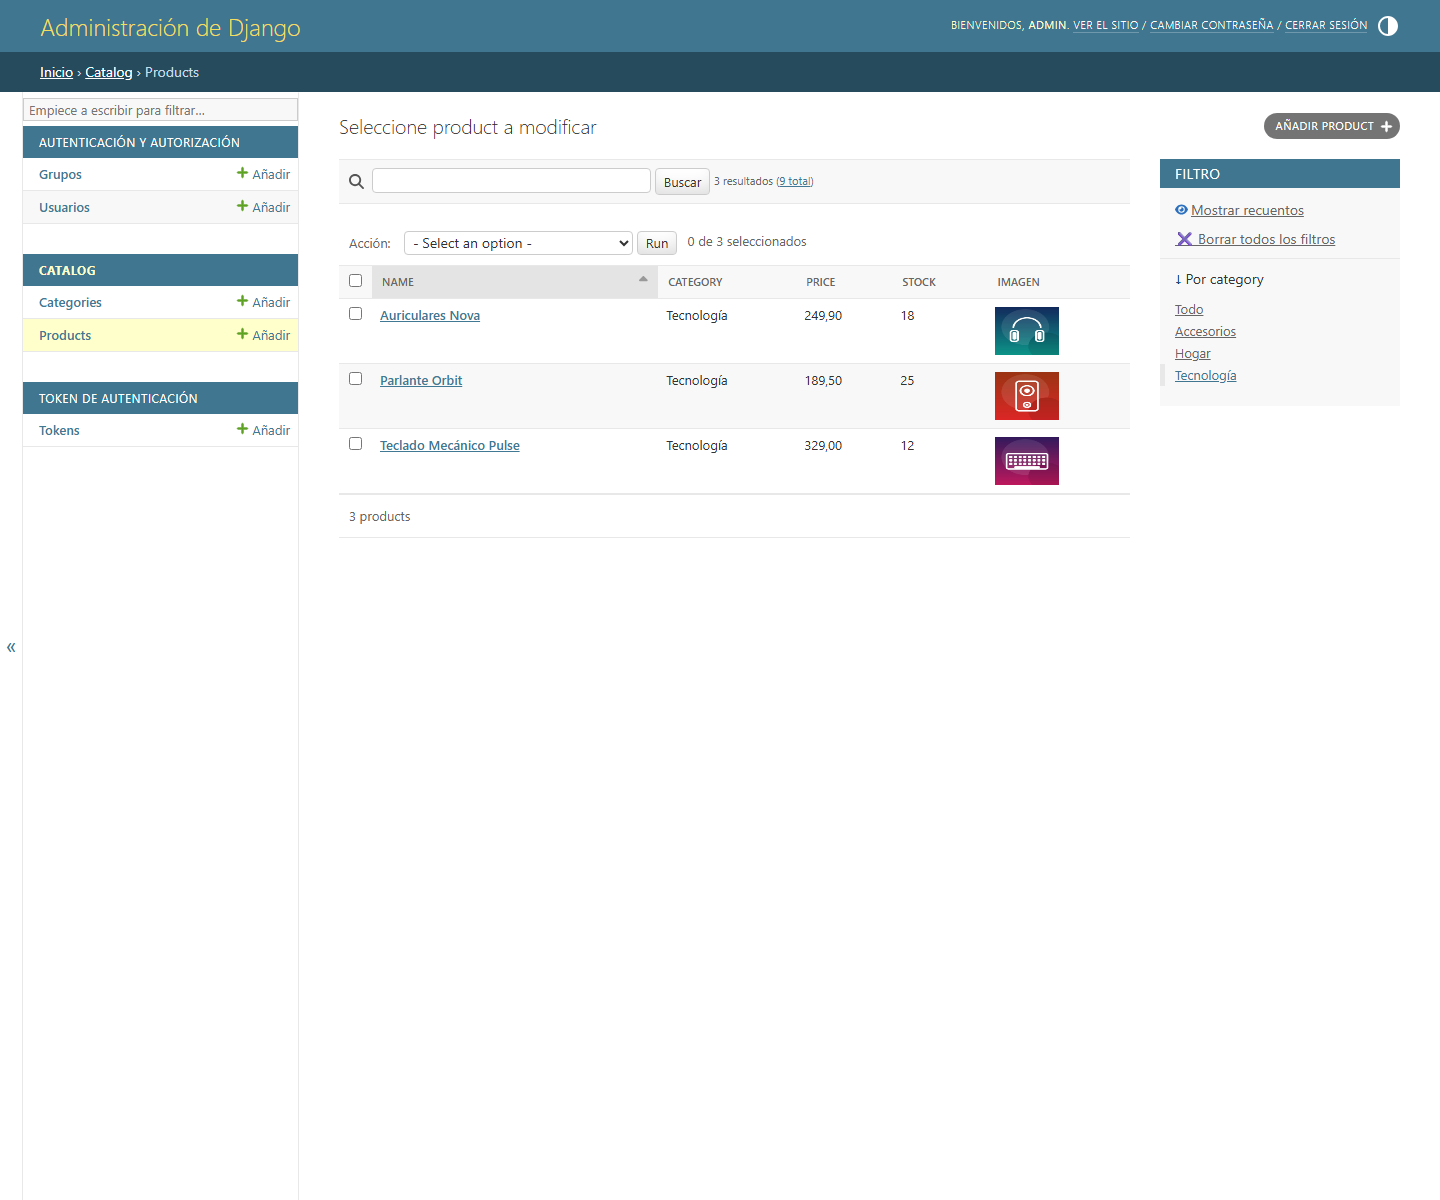 Administración de Django
BIENVENIDOS, ADMIN. VER EL SITIO / CAMBIAR CONTRASEÑA / CERRAR SESIÓN
Inicio › Catalog › Products
Empiece a escribir para filtrar...
AUTENTICACIÓN Y AUTORIZACIÓN
Grupos Añadir
Usuarios Añadir
CATALOG
Categories Añadir
Products Añadir
TOKEN DE AUTENTICACIÓN
Tokens Añadir
«
Seleccione product a modificar
AÑADIR PRODUCT
Buscar 3 resultados (9 total)
Acción: - Select an option - Run 0 de 3 seleccionados
NAME CATEGORY PRICE STOCK IMAGEN
Auriculares Nova Tecnología 249,90 18
Parlante Orbit Tecnología 189,50 25
Teclado Mecánico Pulse Tecnología 329,00 12
3 products
FILTRO
Mostrar recuentos
Borrar todos los filtros
↓ Por category
Todo
Accesorios
Hogar
Tecnología